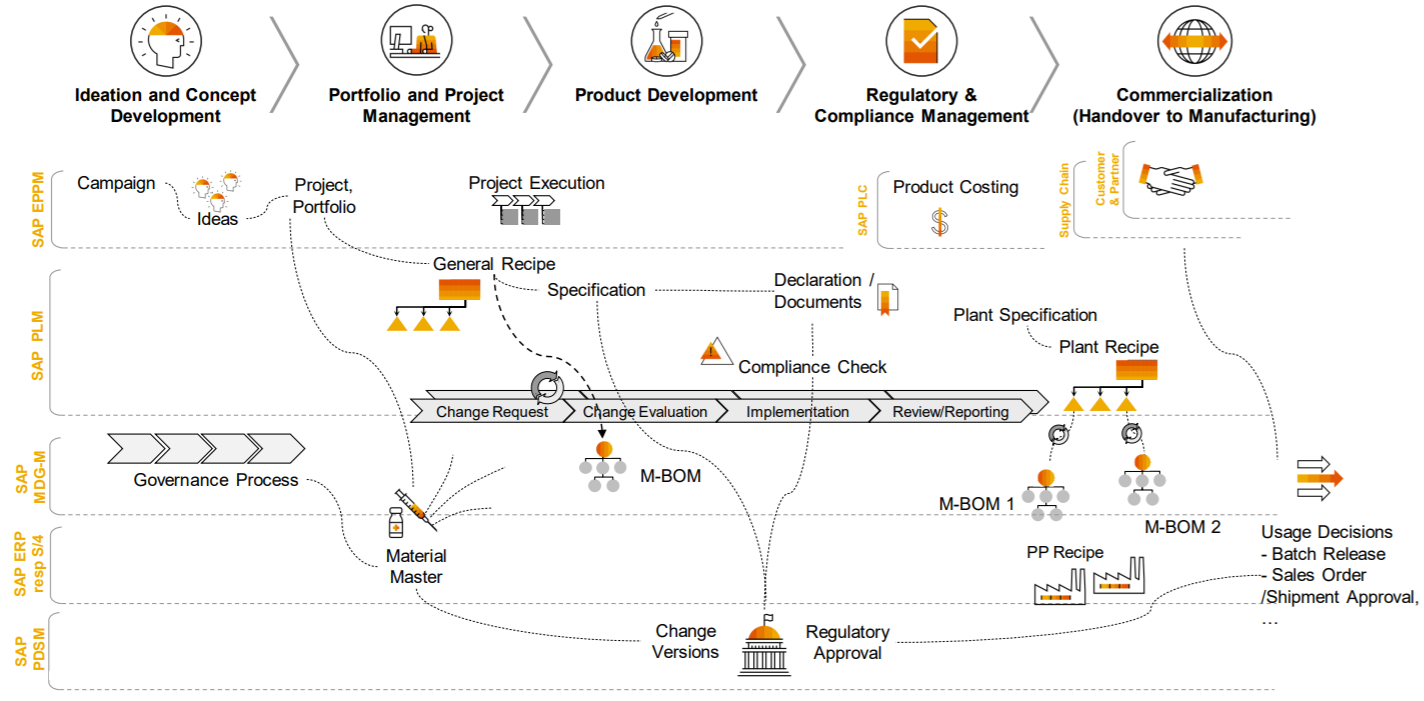 Ideation and Concept
Development
Portfolio and Project
Management
Product Development
Regulatory &
Compliance Management
Commercialization
(Handover to Manufacturing)
SAP EPPM
Campaign
Ideas
Project,
Portfolio
Project Execution
SAP PLC
Product Costing
$
Supply Chain
Customer
& Partner
SAP PLM
General Recipe
Specification
Declaration /
Documents
Compliance Check
Plant Specification
Plant Recipe
Change Request
Change Evaluation
Implementation
Review/Reporting
SAP
MDG-M
Governance Process
M-BOM
M-BOM 1
M-BOM 2
SAP ERP
resp S/4
Material
Master
PP Recipe
Usage Decisions
- Batch Release
- Sales Order
/Shipment Approval,
...
SAP
PDSM
Change
Versions
Regulatory
Approval